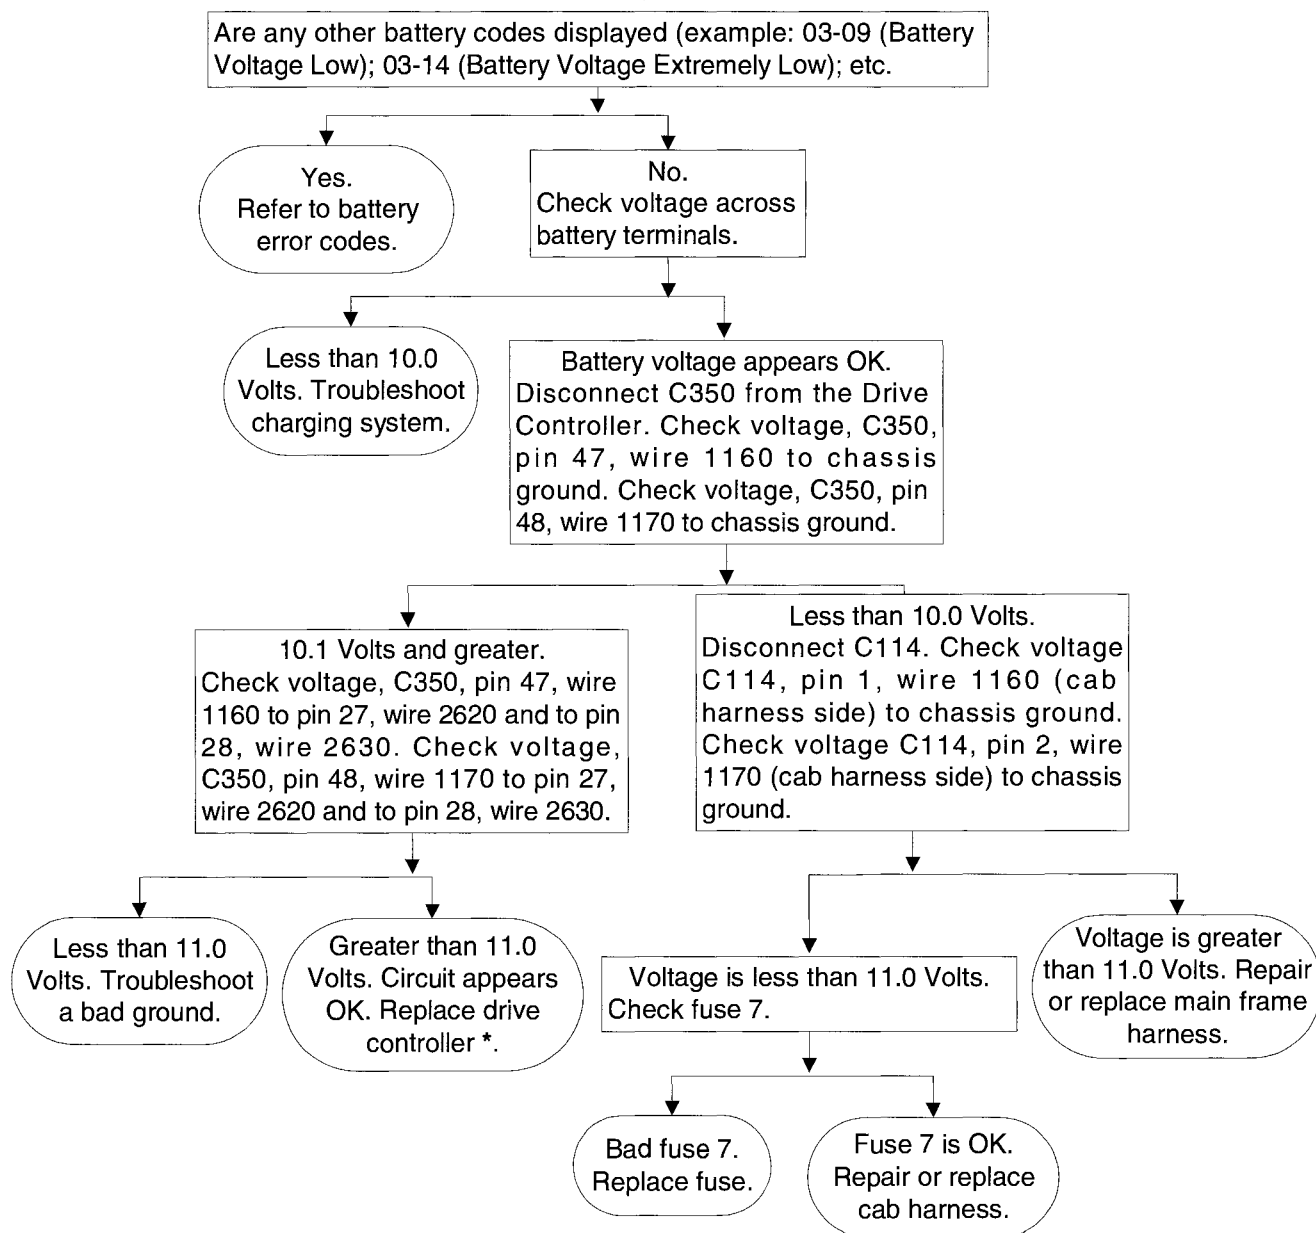 Are any other battery codes displayed (example: 03-09 (Battery
Voltage Low); 03-14 (Battery Voltage Extremely Low); etc.
Yes.
Refer to battery
error codes.
No.
Check voltage across
battery terminals.
Less than 10.0
Volts. Troubleshoot
charging system.
Battery voltage appears OK.
Disconnect C350 from the Drive
Controller. Check voltage, C350,
pin 47, wire 1160 to chassis
ground. Check voltage, C350, pin
48, wire 1170 to chassis ground.
10.1 Volts and greater.
Check voltage, C350, pin 47, wire
1160 to pin 27, wire 2620 and to pin
28, wire 2630. Check voltage,
C350, pin 48, wire 1170 to pin 27,
wire 2620 and to pin 28, wire 2630.
Less than 10.0 Volts.
Disconnect C114. Check voltage
C114, pin 1, wire 1160 (cab
harness side) to chassis ground.
Check voltage C114, pin 2, wire
1170 (cab harness side) to chassis
ground.
Less than 11.0
Volts. Troubleshoot
a bad ground.
Greater than 11.0
Volts. Circuit appears
OK. Replace drive
controller *.
Voltage is less than 11.0 Volts.
Check fuse 7.
Voltage is greater
than 11.0 Volts. Repair
or replace main frame
harness.
Bad fuse 7.
Replace fuse.
Fuse 7 is OK.
Repair or replace
cab harness.